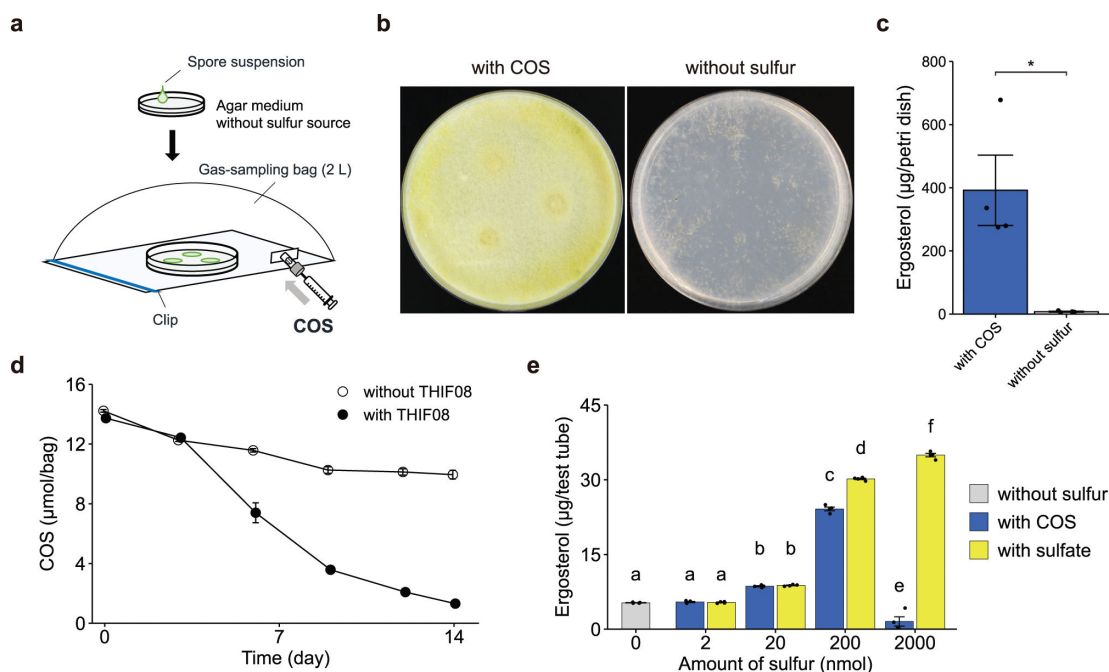 a
Spore suspension
Agar medium
without sulfur source
Gas-sampling bag (2 L)
Clip
COS
b
with COS
without sulfur
c
Ergosterol (µg/petri dish)
800
600
400
200
0
*
with COS
without sulfur
d
COS (µmol/bag)
16
12
8
4
0
without THIF08
with THIF08
0
7
14
Time (day)
e
Ergosterol (µg/test tube)
45
30
15
0
a
a
a
b
b
c
d
e
f
without sulfur
with COS
with sulfate
0
2
20
200
2000
Amount of sulfur (nmol)